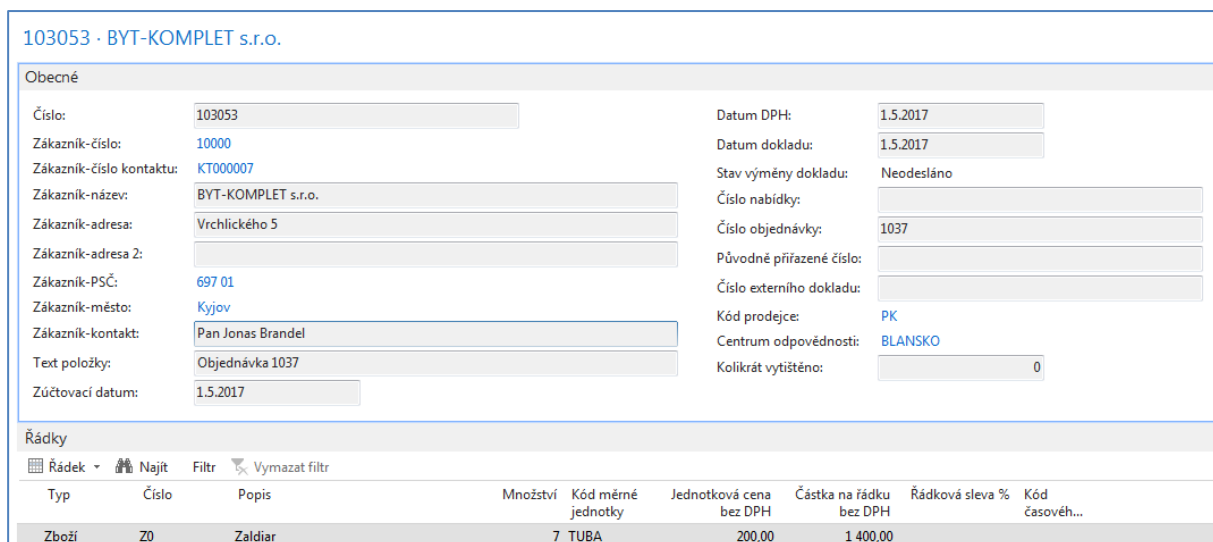 103053 · BYT-KOMPLET s.r.o.
Obecné
Číslo: 103053
Zákazník-číslo: 10000
Zákazník-číslo kontaktu: KT000007
Zákazník-název: BYT-KOMPLET s.r.o.
Zákazník-adresa: Vrchlického 5
Zákazník-adresa 2:
Zákazník-PSČ: 697 01
Zákazník-město: Kyjov
Zákazník-kontakt: Pan Jonas Brandel
Text položky: Objednávka 1037
Zúčtovací datum: 1.5.2017
Datum DPH: 1.5.2017
Datum dokladu: 1.5.2017
Stav výměny dokladu: Neodesláno
Číslo nabídky:
Číslo objednávky: 1037
Původně přiřazené číslo:
Číslo externího dokladu:
Kód prodejce: PK
Centrum odpovědnosti: BLANSKO
Kolikrát vytištěno: 0
Řádky
Řádek Najít Filtr Vymazat filtr
Typ Číslo Popis Množství Kód měrné Jednotková cena Částka na řádku Řádková sleva % Kód
jednotky bez DPH bez DPH časovéh...
Zboží Z0 Zaldiar 7 TUBA 200,00 1 400,00